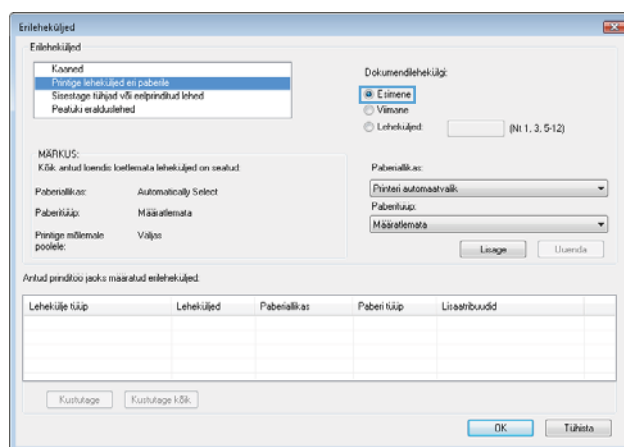 Erileheküljed
Erileheküljed
Kaaned
Printige leheküljed eri paberile
Sisestage tühjad või eelprinditud lehed
Peatüki eralduslehed
Dokumendilehekülgi:
Esimene
Viimane
Leheküljed:
(Nt 1, 3, 5-12)
MÄRKUS:
Kõik antud loendis loetlemata leheküljed on seatud:
Paberiallikas: Automatically Select
Paberitüüp: Määratlemata
Printige mõlemale poolele: Väljas
Paberiallikas:
Printeri automaatvalik
Paberitüüp:
Määratlemata
Lisage Uuenda
Antud prinditöö jaoks määratud erileheküljed:
Lehekülje tüüp Leheküljed Paberiallikas Paberi tüüp Lisaatribuudid
Kustutage Kustutage kõik
OK Tühista